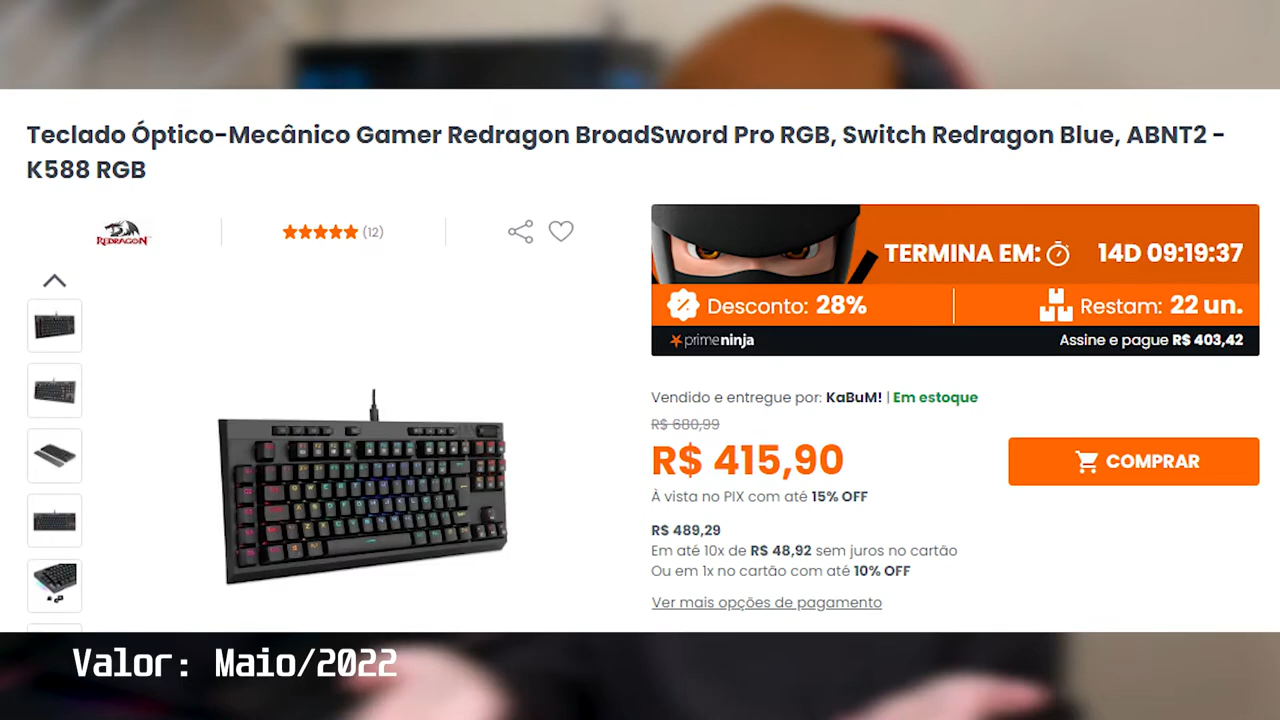 Teclado Óptico-Mecânico Gamer Redragon BroadSword Pro RGB, Switch Redragon Blue, ABNT2 -
K588 RGB
REDRAGON
(12)
TERMINA EM: 14D 09:19:37
Desconto: 28%
Restam: 22 un.
primeninja
Assine e pague R$ 403,42
Vendido e entregue por: KaBuM! | Em estoque
R$ 680,99
R$ 415,90
COMPRAR
À vista no PIX com até 15% OFF
R$ 489,29
Em até 10x de R$ 48,92 sem juros no cartão
Ou em 1x no cartão com até 10% OFF
Ver mais opções de pagamento
Valor: Maio/2022